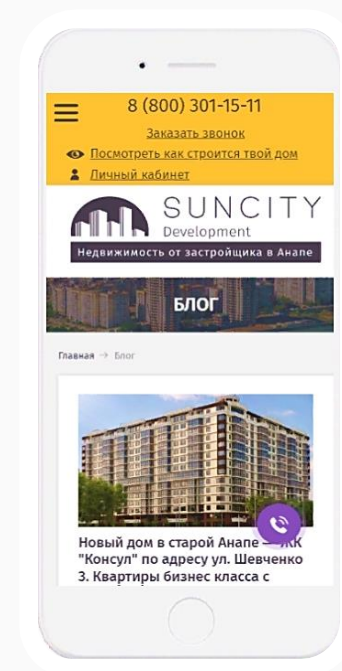 8 (800) 301-15-11
Заказать звонок
Посмотреть как строится твой дом
Личный кабинет
SUNCITY
Development
Недвижимость от застройщика в Анапе
БЛОГ
Главная → Блог
Новый дом в старой Анапе — ЖК
"Консул" по адресу ул. Шевченко
3. Квартиры бизнес класса с